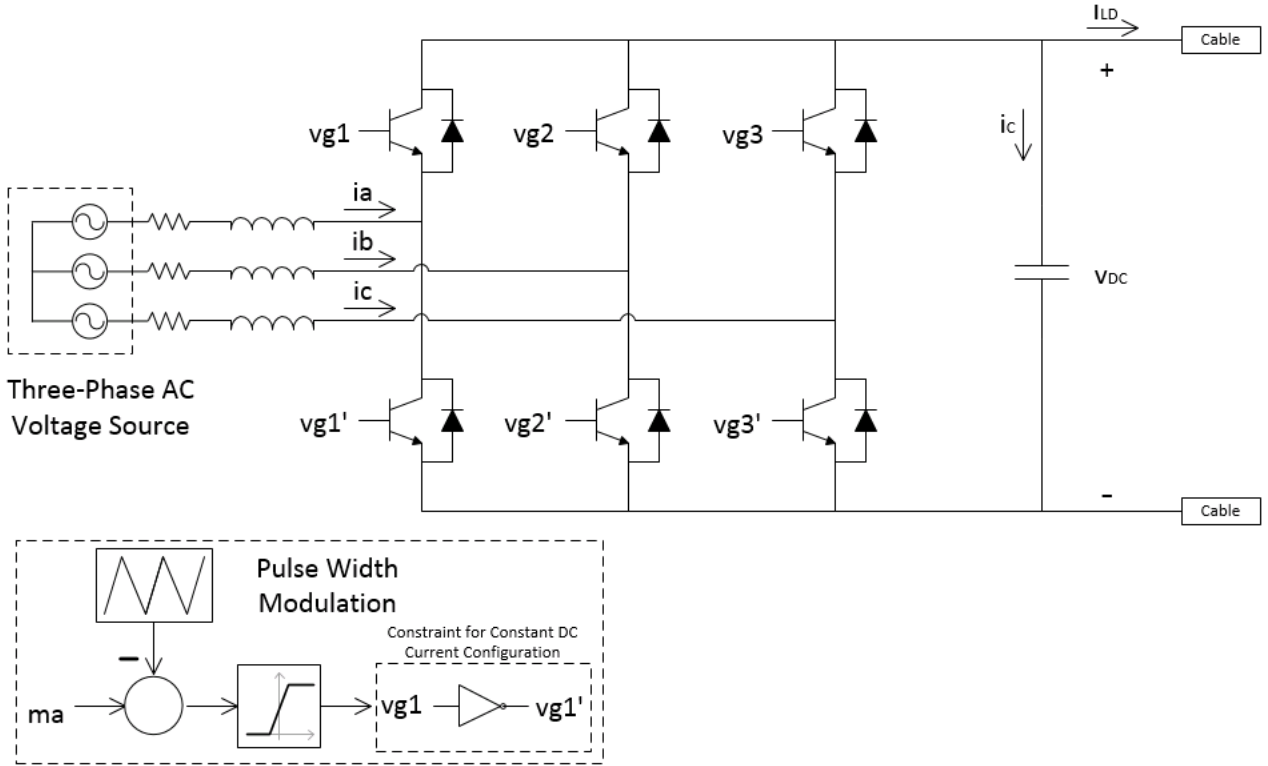 ILD
Cable
+
vg1
vg2
vg3
iC
ia
ib
ic
vDC
Three-Phase AC
Voltage Source
vg1'
vg2'
vg3'
-
Cable
Pulse Width
Modulation
Constraint for Constant DC
Current Configuration
−
ma
vg1
vg1'